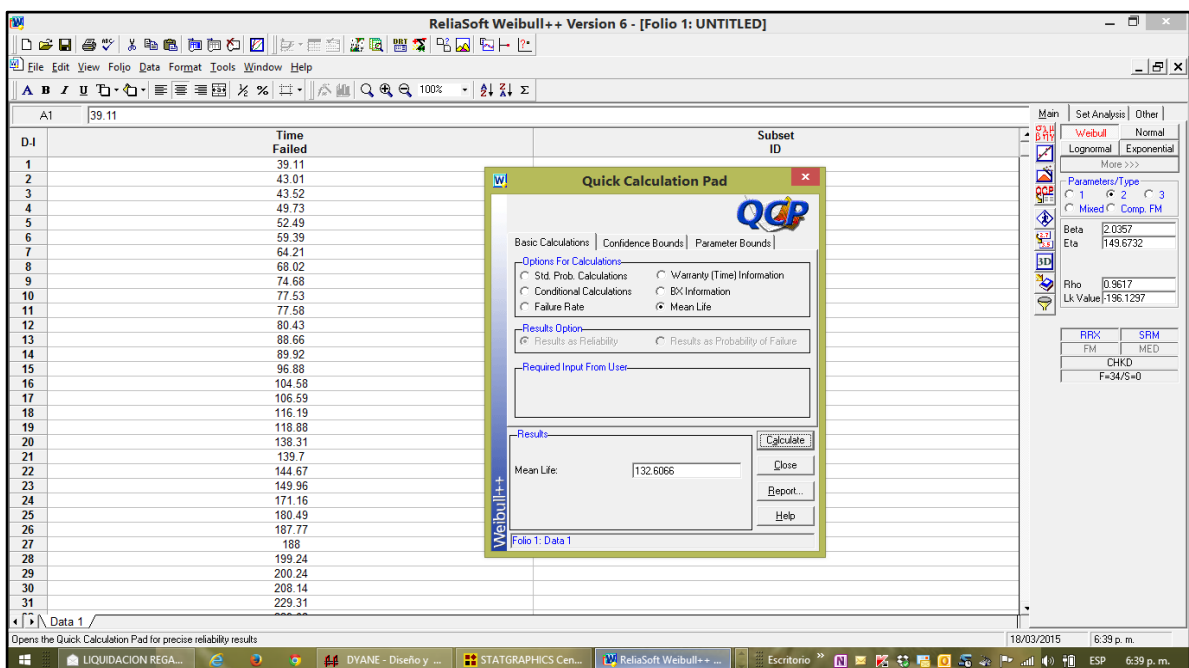 ReliaSoft Weibull++ Version 6 - [Folio 1: UNTITLED]
File Edit View Folio Data Format Tools Window Help
A B I U 100% Σ
A1 39.11
D-I Time Failed Subset ID
1 39.11
2 43.01
3 43.52
4 49.73
5 52.49
6 59.39
7 64.21
8 68.02
9 74.68
10 77.53
11 77.58
12 80.43
13 88.66
14 89.92
15 96.88
16 104.58
17 106.59
18 116.19
19 118.88
20 138.31
21 139.7
22 144.67
23 149.96
24 171.16
25 180.49
26 187.77
27 188
28 199.24
29 200.24
30 208.14
31 229.31
Data 1
Quick Calculation Pad
QCP
Basic Calculations Confidence Bounds Parameter Bounds
Options For Calculations
Std. Prob. Calculations Warranty (Time) Information
Conditional Calculations BX Information
Failure Rate Mean Life
Results Option
Results as Reliability Results as Probability of Failure
Required Input From User
Results
Mean Life: 132.6066
Calculate
Close
Report...
Help
Weibull++
Folio 1: Data 1
Main Set Analysis Other
Weibull Normal
Lognormal Exponential
More >>>
Parameters/Type
1 2 3
Mixed Comp. FM
Beta 2.0357
Eta 149.6732
Rho 0.9617
Lk Value -196.1297
QCP
3D
RRX SRM
FM MED
CHKD
F=34/S=0
Opens the Quick Calculation Pad for precise reliability results 18/03/2015 6:39 p. m.
LIQUIDACION REGA... DYANE - Diseño y ... STATGRAPHICS Cen... ReliaSoft Weibull++ ... Escritorio » ESP 6:39 p. m.